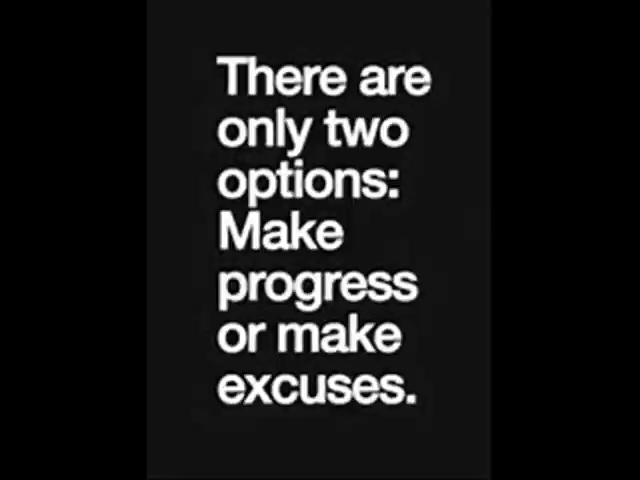 There are
only two
options:
Make
progress
or make
excuses.